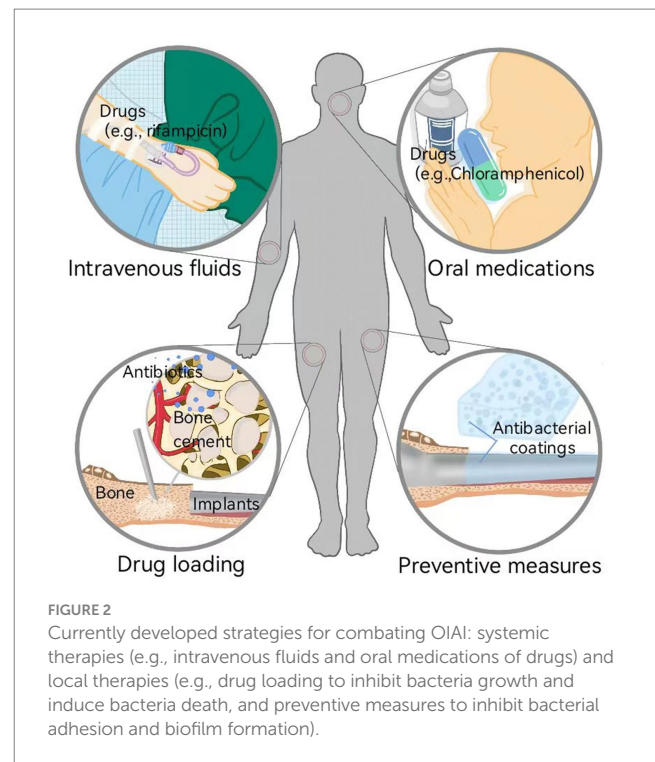 Drugs
(e.g., rifampicin)
Intravenous fluids
Drugs
(e.g.,Chloramphenicol)
Oral medications
Antibiotics
Bone
cement
Bone
Implants
Drug loading
Antibacterial
coatings
Preventive measures
FIGURE 2
Currently developed strategies for combating OIAI: systemic
therapies (e.g., intravenous fluids and oral medications of drugs) and
local therapies (e.g., drug loading to inhibit bacteria growth and
induce bacteria death, and preventive measures to inhibit bacterial
adhesion and biofilm formation).